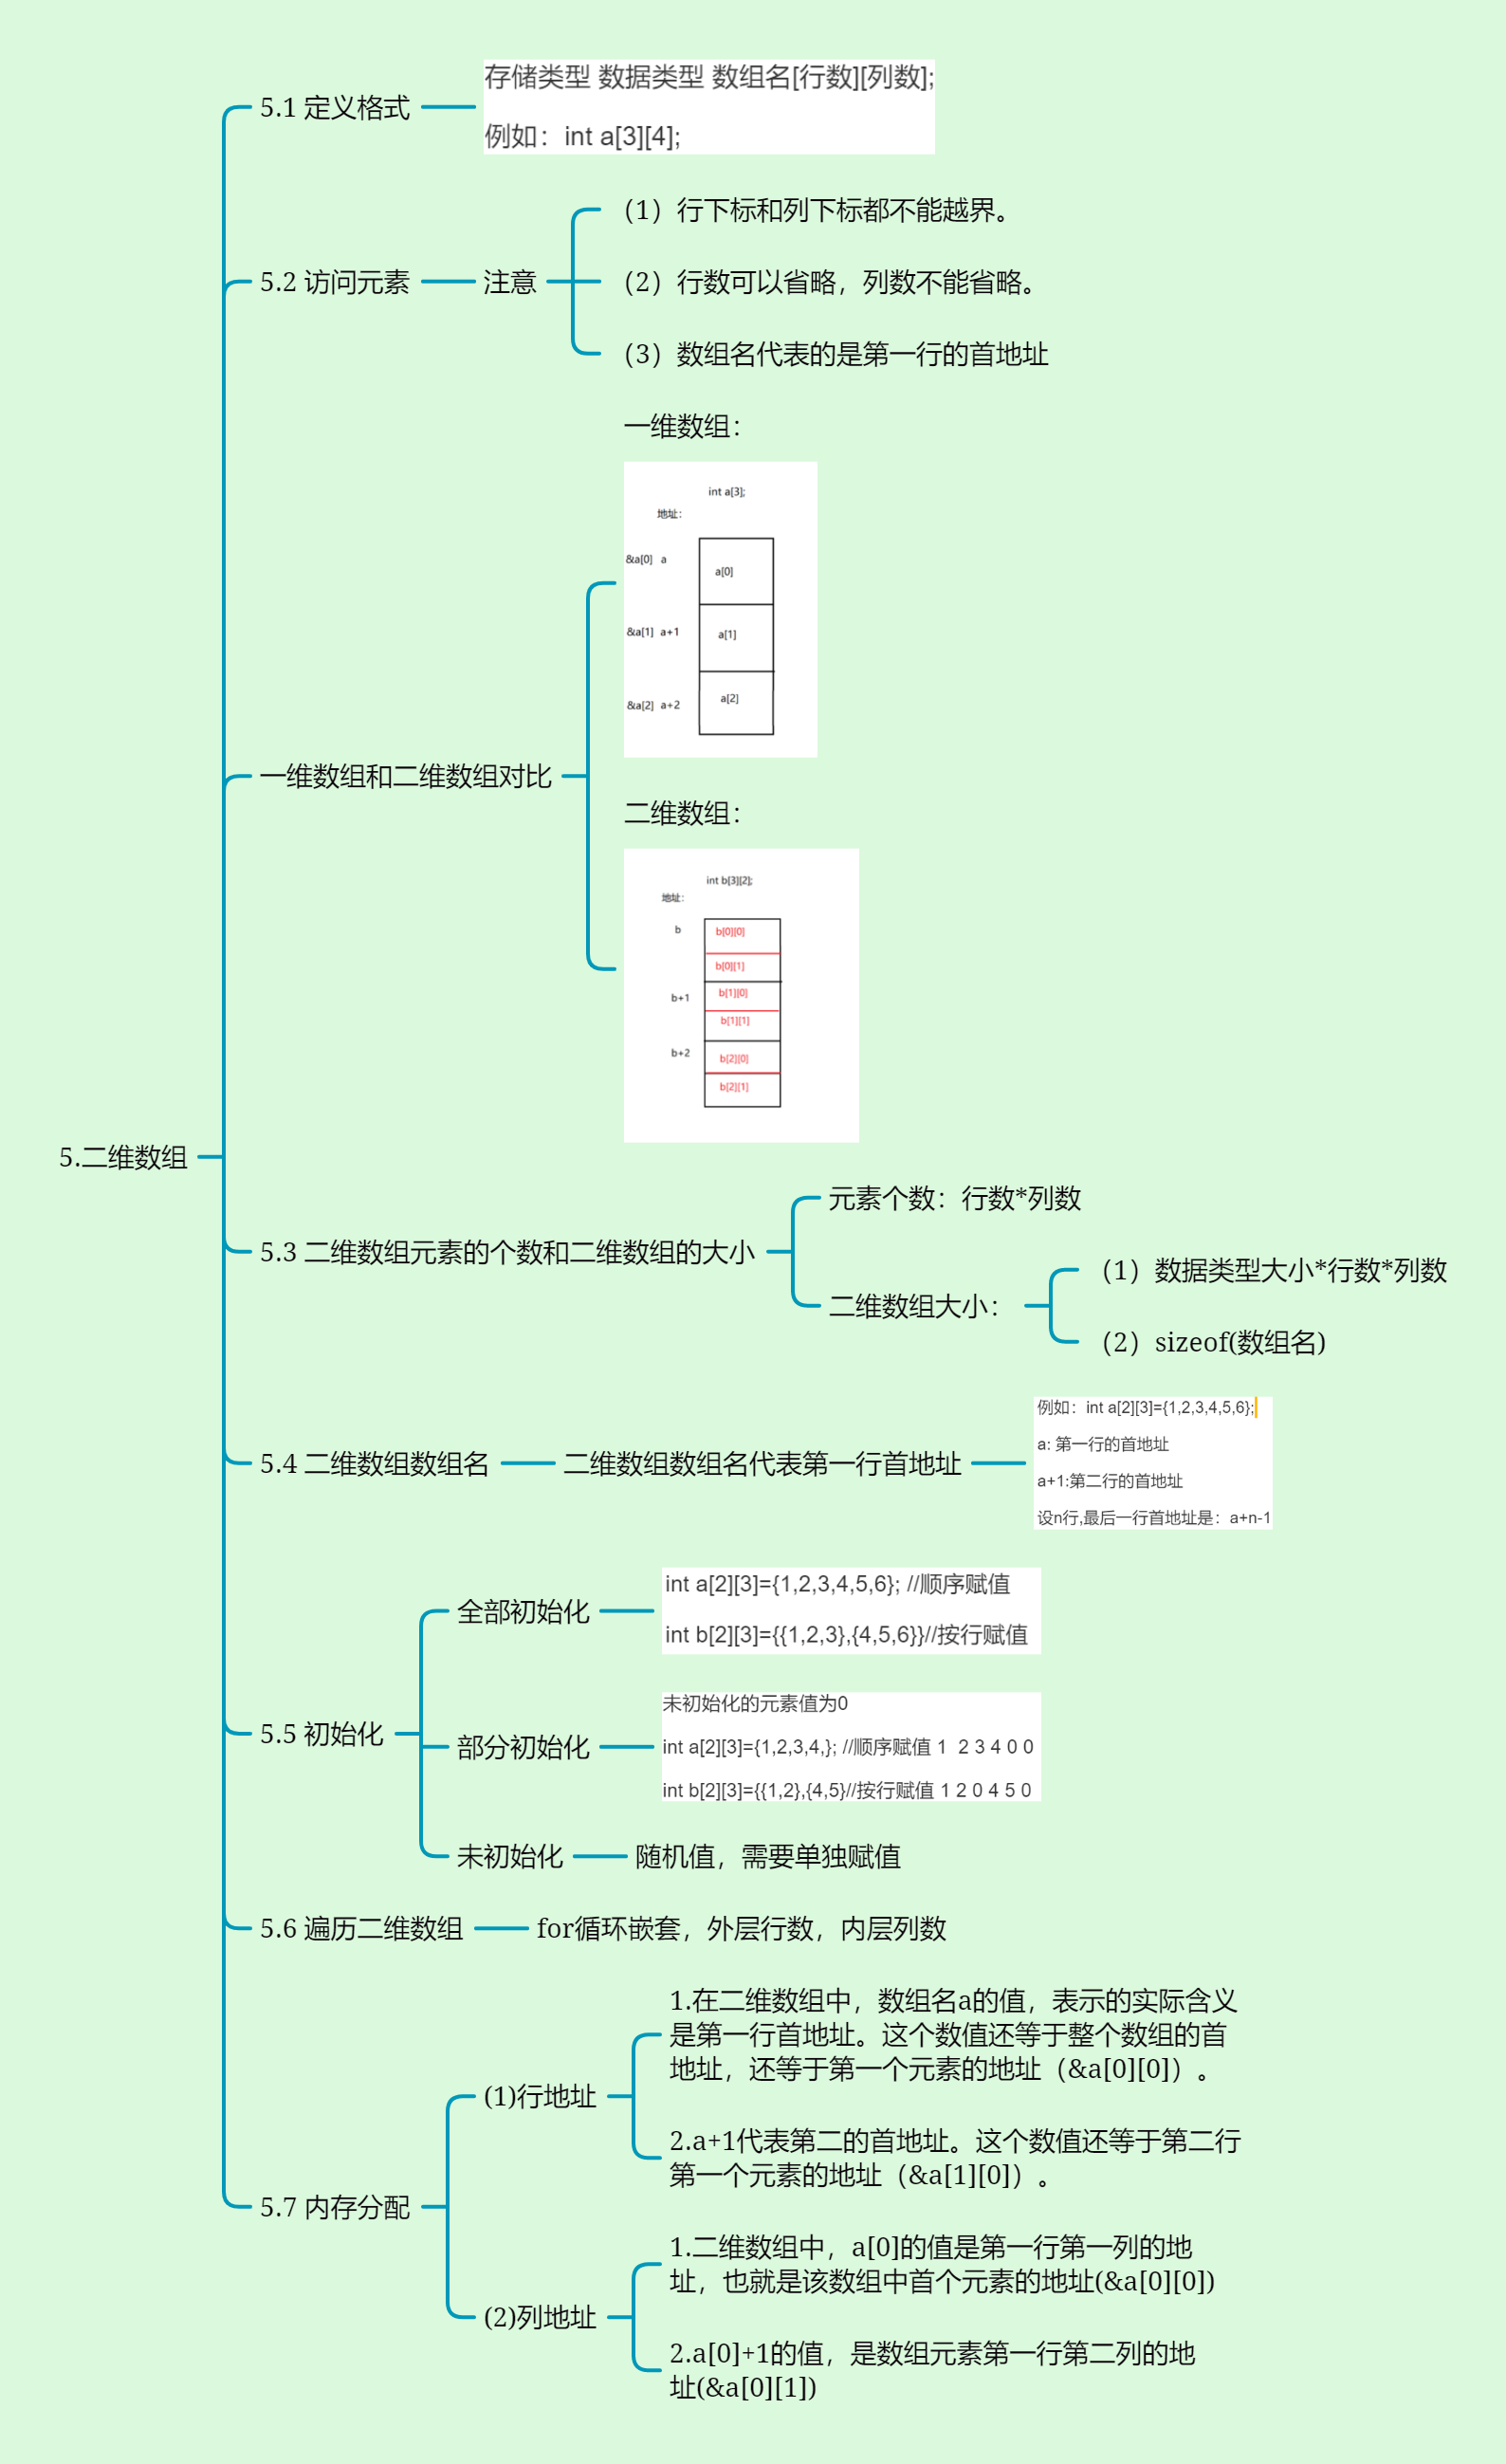 5.二维数组
5.1 定义格式
存储类型 数据类型 数组名[行数][列数];
例如：int a[3][4];
5.2 访问元素
注意
（1）行下标和列下标都不能越界。
（2）行数可以省略，列数不能省略。
（3）数组名代表的是第一行的首地址
一维数组和二维数组对比
一维数组：
int a[3];
地址：
&a[0] a
a[0]
&a[1] a+1
a[1]
&a[2] a+2
a[2]
二维数组：
int b[3][2];
地址：
b
b[0][0]
b[0][1]
b+1
b[1][0]
b[1][1]
b+2
b[2][0]
b[2][1]
5.3 二维数组元素的个数和二维数组的大小
元素个数：行数*列数
二维数组大小：
（1）数据类型大小*行数*列数
（2）sizeof(数组名)
5.4 二维数组数组名
二维数组数组名代表第一行首地址
例如：int a[2][3]={1,2,3,4,5,6};
a: 第一行的首地址
a+1:第二行的首地址
设n行,最后一行首地址是：a+n-1
5.5 初始化
全部初始化
int a[2][3]={1,2,3,4,5,6}; //顺序赋值
int b[2][3]={{1,2,3},{4,5,6}}//按行赋值
部分初始化
未初始化的元素值为0
int a[2][3]={1,2,3,4,}; //顺序赋值 1 2 3 4 0 0
int b[2][3]={{1,2},{4,5}//按行赋值 1 2 0 4 5 0
未初始化
随机值，需要单独赋值
5.6 遍历二维数组
for循环嵌套，外层行数，内层列数
5.7 内存分配
(1)行地址
1.在二维数组中，数组名a的值，表示的实际含义
是第一行首地址。这个数值还等于整个数组的首
地址，还等于第一个元素的地址（&a[0][0]）。
2.a+1代表第二的首地址。这个数值还等于第二行
第一个元素的地址（&a[1][0]）。
(2)列地址
1.二维数组中，a[0]的值是第一行第一列的地
址，也就是该数组中首个元素的地址(&a[0][0])
2.a[0]+1的值，是数组元素第一行第二列的地
址(&a[0][1])